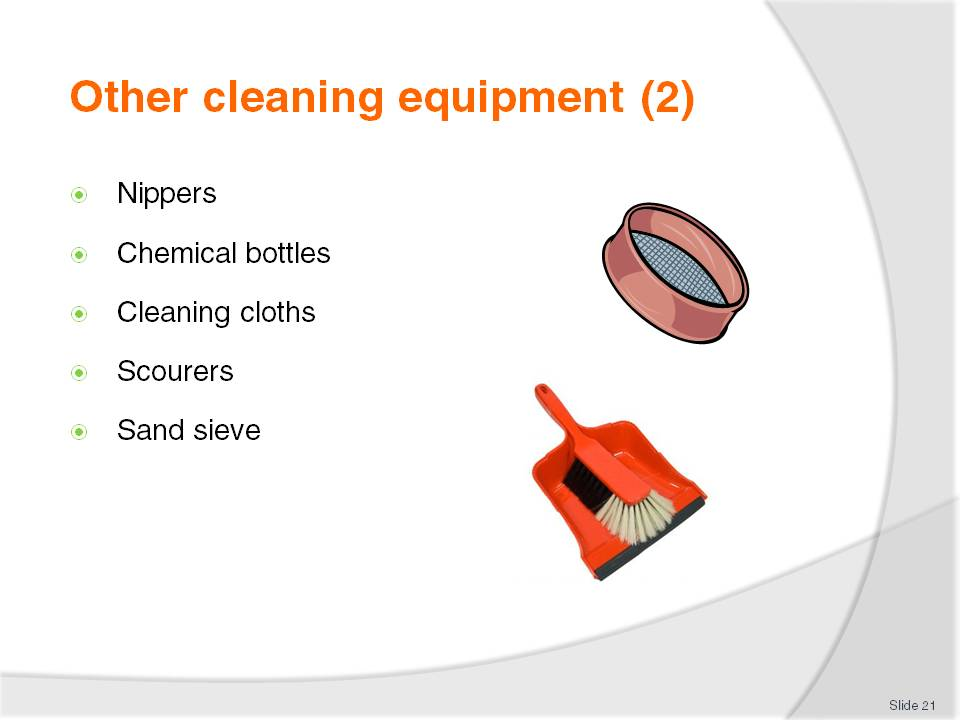 Other cleaning equipment (2)
Nippers
Chemical bottles
Cleaning cloths
Scourers
Sand sieve
Slide 21